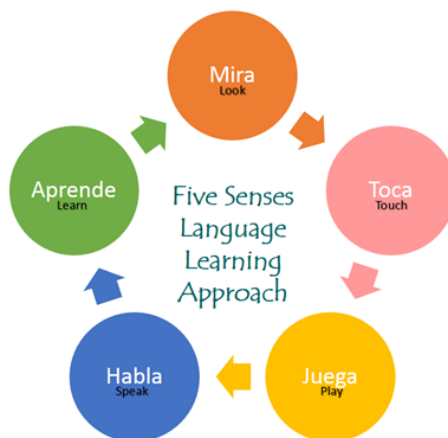 Mira
Look
Toca
Touch
Juega
Play
Habla
Speak
Aprende
Learn
Five Senses
Language
Learning
Approach